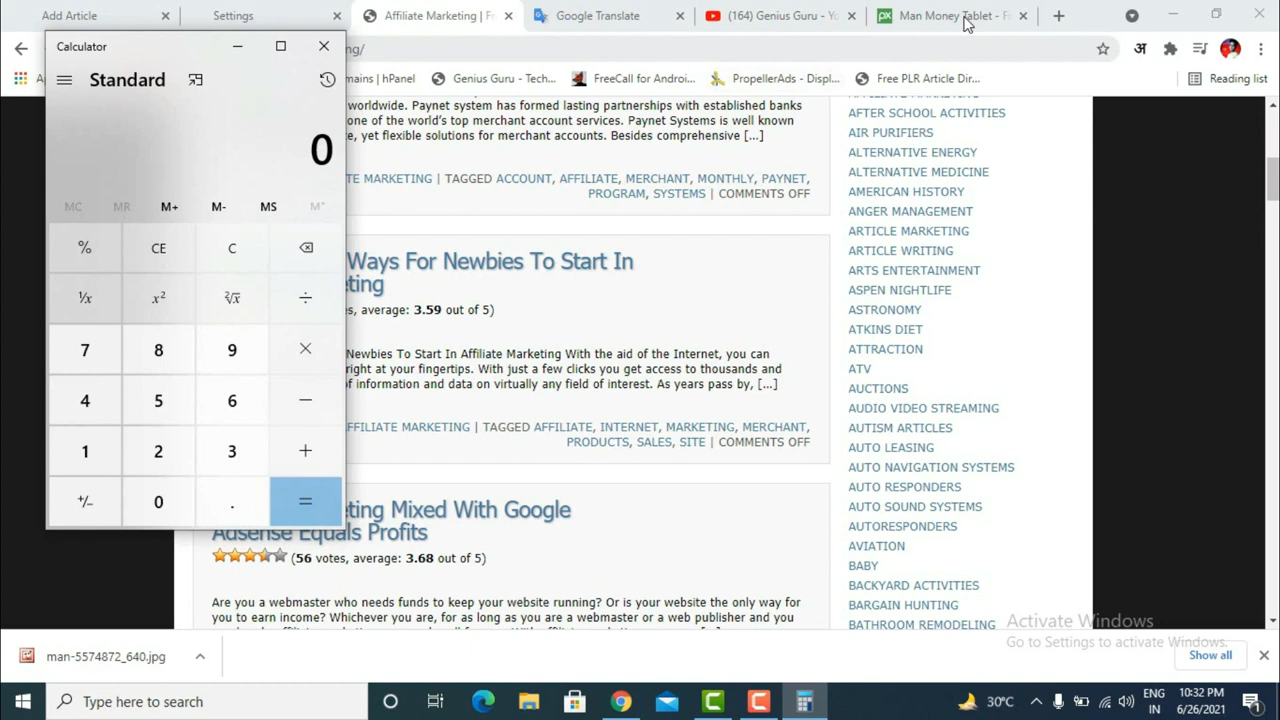 Add Article
Settings
Affiliate Marketing | Fr
Google Translate
(164) Genius Guru - Yo
Man Money Tablet - Fr
ng/
अ
mains | hPanel
Genius Guru - Tech...
FreeCall for Androi...
PropellerAds - Displ...
Free PLR Article Dir...
Reading list
Calculator
Standard
0
MC MR M+ M- MS M˅
% CE C
¹/x x² ²√x ÷
7 8 9 ×
4 5 6 −
1 2 3 +
+/− 0 . =
worldwide. Paynet system has formed lasting partnerships with established banks
one of the world's top merchant account services. Paynet Systems is well known
, yet flexible solutions for merchant accounts. Besides comprehensive [...]
TE MARKETING | TAGGED ACCOUNT, AFFILIATE, MERCHANT, MONTHLY, PAYNET,
PROGRAM, SYSTEMS | COMMENTS OFF
Ways For Newbies To Start In
eting
s, average: 3.59 out of 5)
Newbies To Start In Affiliate Marketing With the aid of the Internet, you can
right at your fingertips. With just a few clicks you get access to thousands and
of information and data on virtually any field of interest. As years pass by, [...]
AFFILIATE MARKETING | TAGGED AFFILIATE, INTERNET, MARKETING, MERCHANT,
PRODUCTS, SALES, SITE | COMMENTS OFF
eting Mixed With Google
Adsense Equals Profits
(56 votes, average: 3.68 out of 5)
Are you a webmaster who needs funds to keep your website running? Or is your website the only way for
you to earn income? Whichever you are, for as long as you are a webmaster or a web publisher and you
AFTER SCHOOL ACTIVITIES
AIR PURIFIERS
ALTERNATIVE ENERGY
ALTERNATIVE MEDICINE
AMERICAN HISTORY
ANGER MANAGEMENT
ARTICLE MARKETING
ARTICLE WRITING
ARTS ENTERTAINMENT
ASPEN NIGHTLIFE
ASTRONOMY
ATKINS DIET
ATTRACTION
ATV
AUCTIONS
AUDIO VIDEO STREAMING
AUTISM ARTICLES
AUTO LEASING
AUTO NAVIGATION SYSTEMS
AUTO RESPONDERS
AUTO SOUND SYSTEMS
AUTORESPONDERS
AVIATION
BABY
BACKYARD ACTIVITIES
BARGAIN HUNTING
BATHROOM REMODELING
Activate Windows
Go to Settings to activate Windows.
man-5574872_640.jpg
Show all
Type here to search
30°C
ENG
IN
10:32 PM
6/26/2021
1